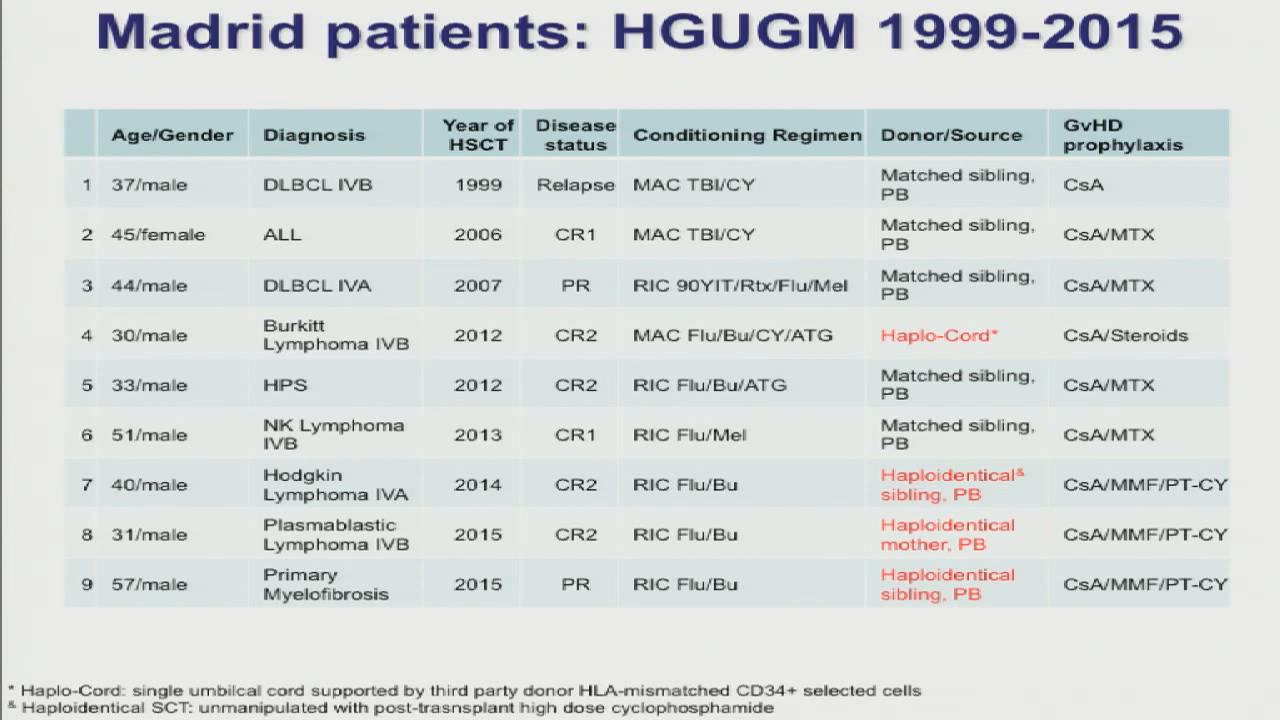 Madrid patients: HGUGM 1999-2015
Age/Gender Diagnosis Year of HSCT Disease status Conditioning Regimen Donor/Source GvHD prophylaxis
1 37/male DLBCL IVB 1999 Relapse MAC TBI/CY Matched sibling, PB CsA
2 45/female ALL 2006 CR1 MAC TBI/CY Matched sibling, PB CsA/MTX
3 44/male DLBCL IVA 2007 PR RIC 90YIT/Rtx/Flu/Mel Matched sibling, PB CsA/MTX
4 30/male Burkitt Lymphoma IVB 2012 CR2 MAC Flu/Bu/CY/ATG Haplo-Cord* CsA/Steroids
5 33/male HPS 2012 CR2 RIC Flu/Bu/ATG Matched sibling, PB CsA/MTX
6 51/male NK Lymphoma IVB 2013 CR1 RIC Flu/Mel Matched sibling, PB CsA/MTX
7 40/male Hodgkin Lymphoma IVA 2014 CR2 RIC Flu/Bu Haploidentical& sibling, PB CsA/MMF/PT-CY
8 31/male Plasmablastic Lymphoma IVB 2015 CR2 RIC Flu/Bu Haploidentical mother, PB CsA/MMF/PT-CY
9 57/male Primary Myelofibrosis 2015 PR RIC Flu/Bu Haploidentical sibling, PB CsA/MMF/PT-CY
* Haplo-Cord: single umbilcal cord supported by third party donor HLA-mismatched CD34+ selected cells
& Haploidentical SCT: unmanipulated with post-trasnsplant high dose cyclophosphamide